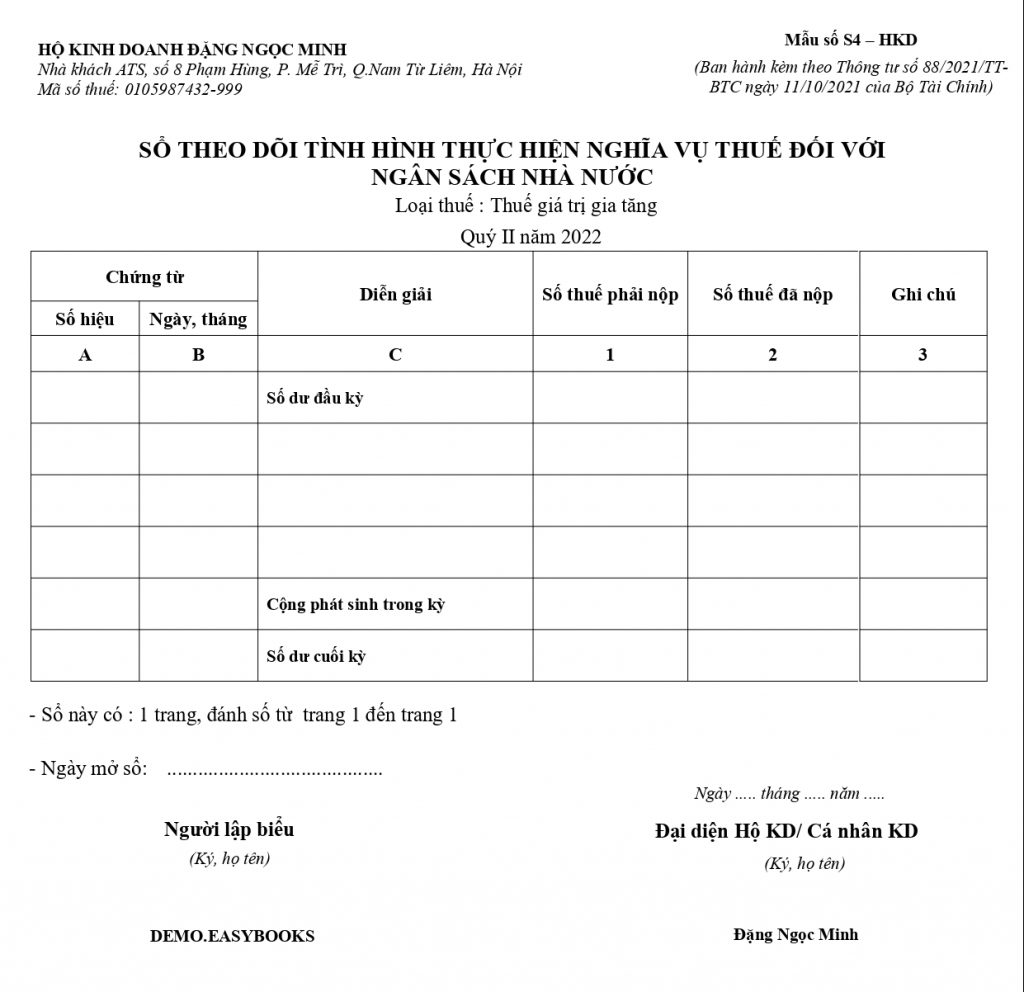 HỘ KINH DOANH ĐẶNG NGỌC MINH
Nhà khách ATS, số 8 Phạm Hùng, P. Mễ Trì, Q.Nam Từ Liêm, Hà Nội
Mã số thuế: 0105987432-999
Mẫu số S4 – HKD
(Ban hành kèm theo Thông tư số 88/2021/TT-
BTC ngày 11/10/2021 của Bộ Tài Chính)
SỔ THEO DÕI TÌNH HÌNH THỰC HIỆN NGHĨA VỤ THUẾ ĐỐI VỚI
NGÂN SÁCH NHÀ NƯỚC
Loại thuế : Thuế giá trị gia tăng
Quý II năm 2022
Chứng từ
Diễn giải
Số thuế phải nộp
Số thuế đã nộp
Ghi chú
Số hiệu
Ngày, tháng
A B C 1 2 3
Số dư đầu kỳ
Cộng phát sinh trong kỳ
Số dư cuối kỳ
- Sổ này có : 1 trang, đánh số từ trang 1 đến trang 1
- Ngày mở sổ: ..........................................
Ngày ..... tháng ..... năm .....
Người lập biểu
Đại diện Hộ KD/ Cá nhân KD
(Ký, họ tên)
(Ký, họ tên)
DEMO.EASYBOOKS
Đặng Ngọc Minh